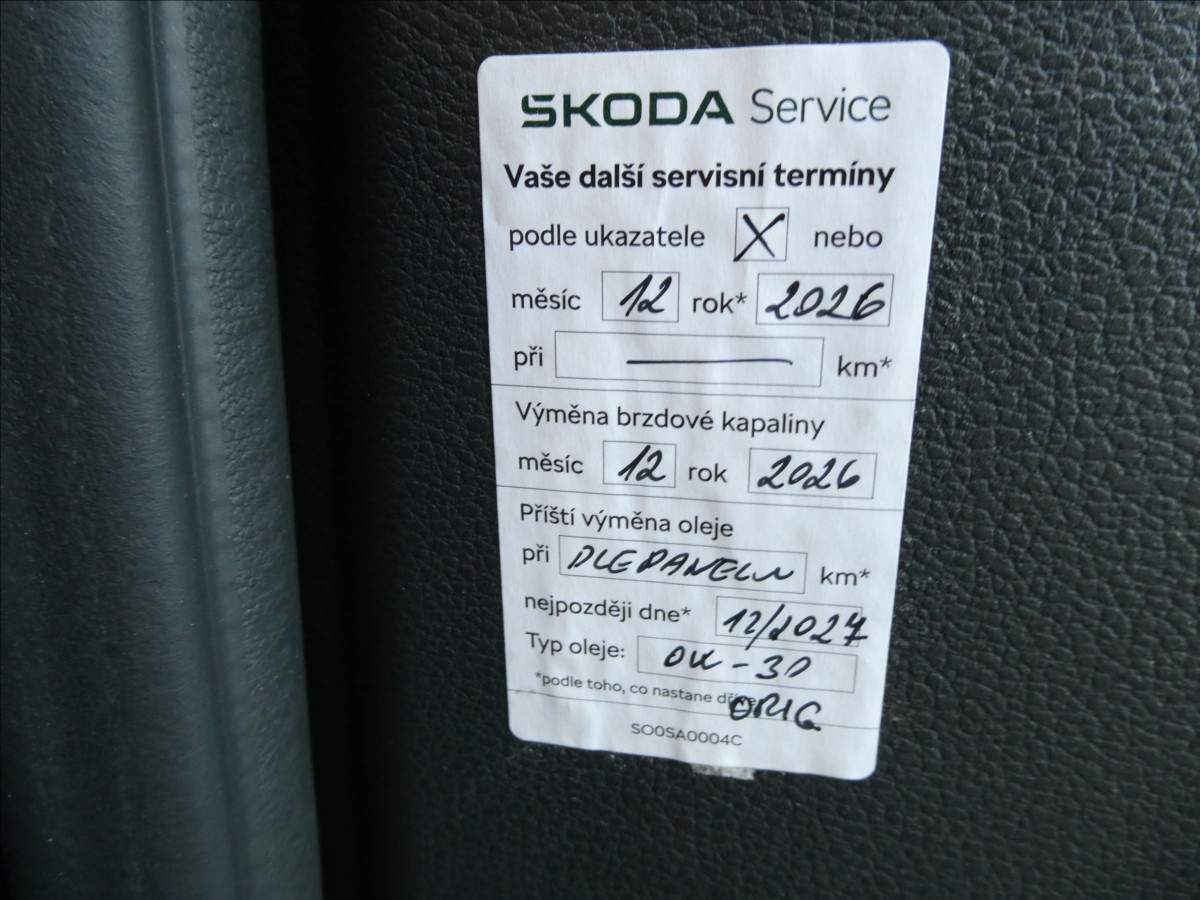 ŠKODA Service
Vaše další servisní termíny
podle ukazatele X nebo
měsíc 12 rok* 2026
při — km*
Výměna brzdové kapaliny
měsíc 12 rok 2026
Příští výměna oleje
při DLE PANELU km*
nejpozději dne* 12/2027
Typ oleje: 0W-30
*podle toho, co nastane dříve
ORIG
SO0SA0004C